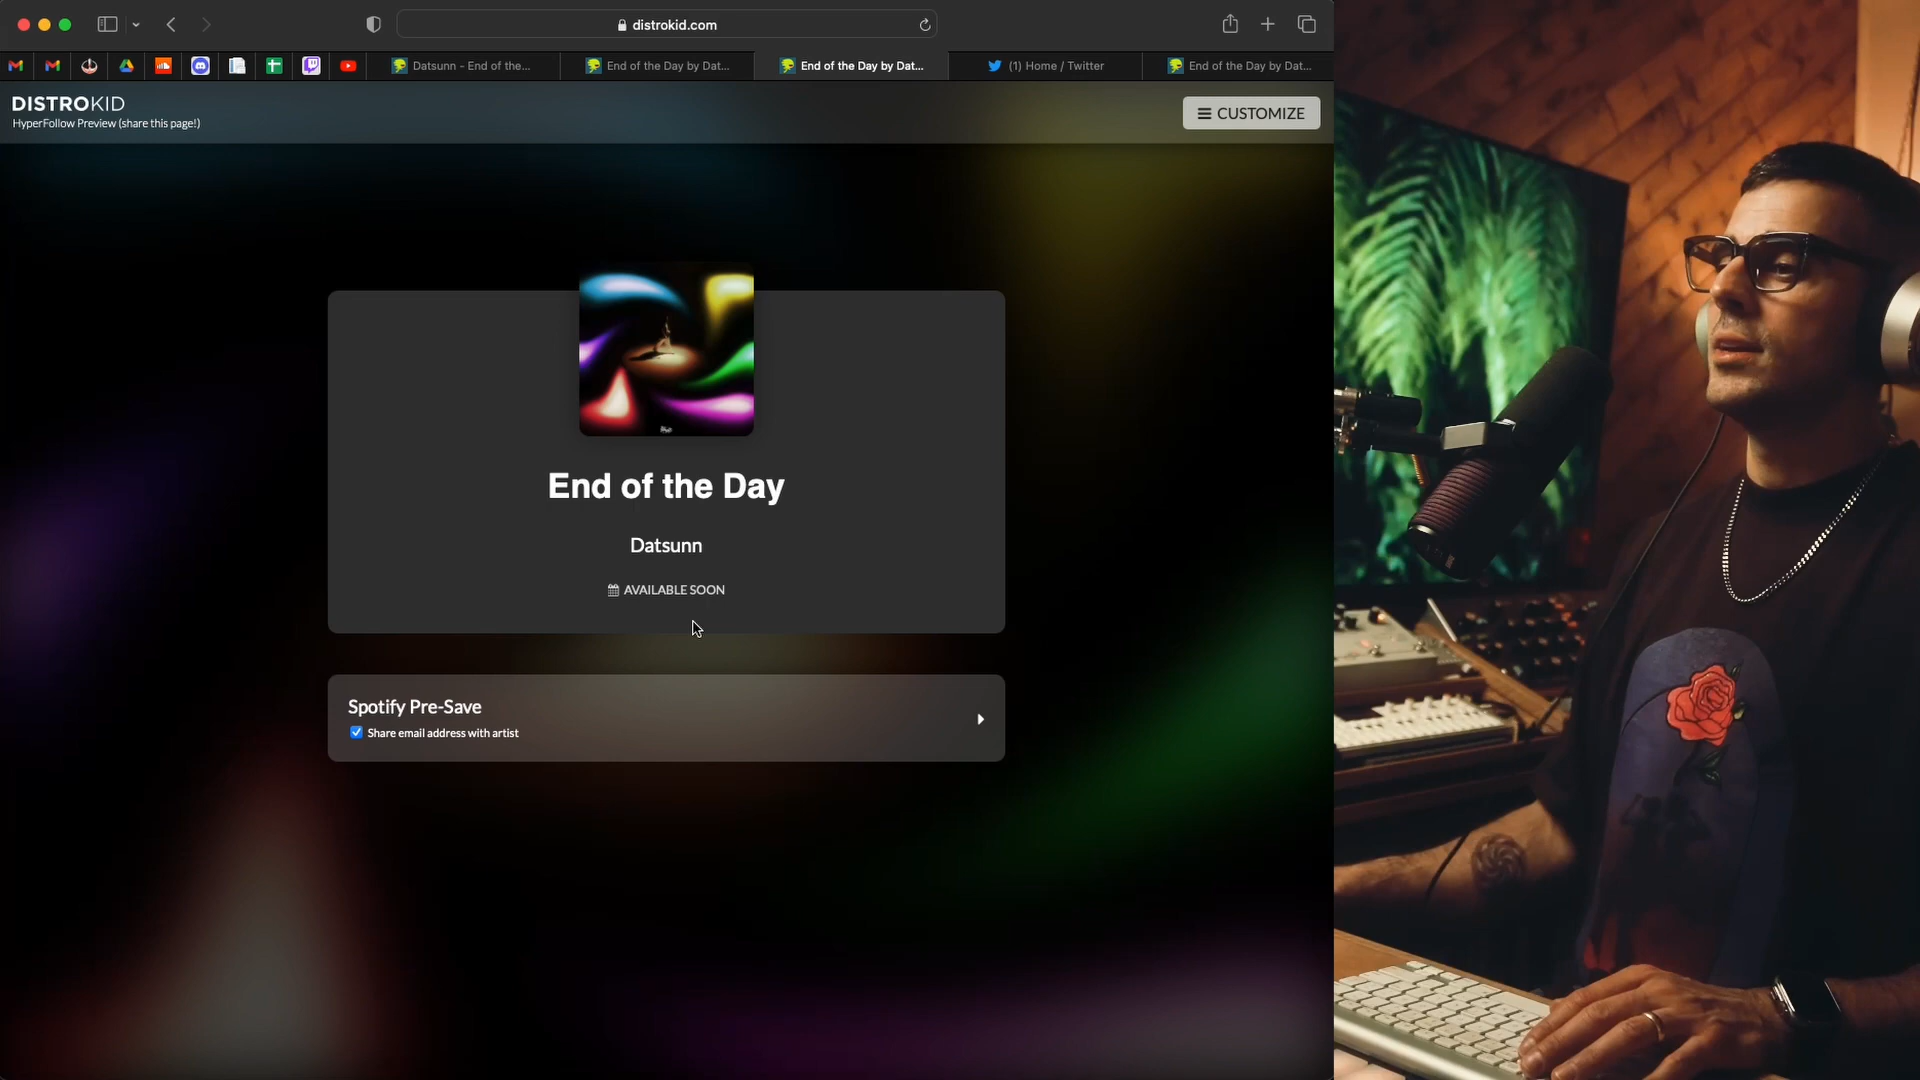 distrokid.com
Datsunn - End of the...
End of the Day by Dat...
End of the Day by Dat...
(1) Home / Twitter
End of the Day by Dat...
DISTROKID
HyperFollow Preview (share this page!)
CUSTOMIZE
End of the Day
Datsunn
AVAILABLE SOON
Spotify Pre-Save
Share email address with artist